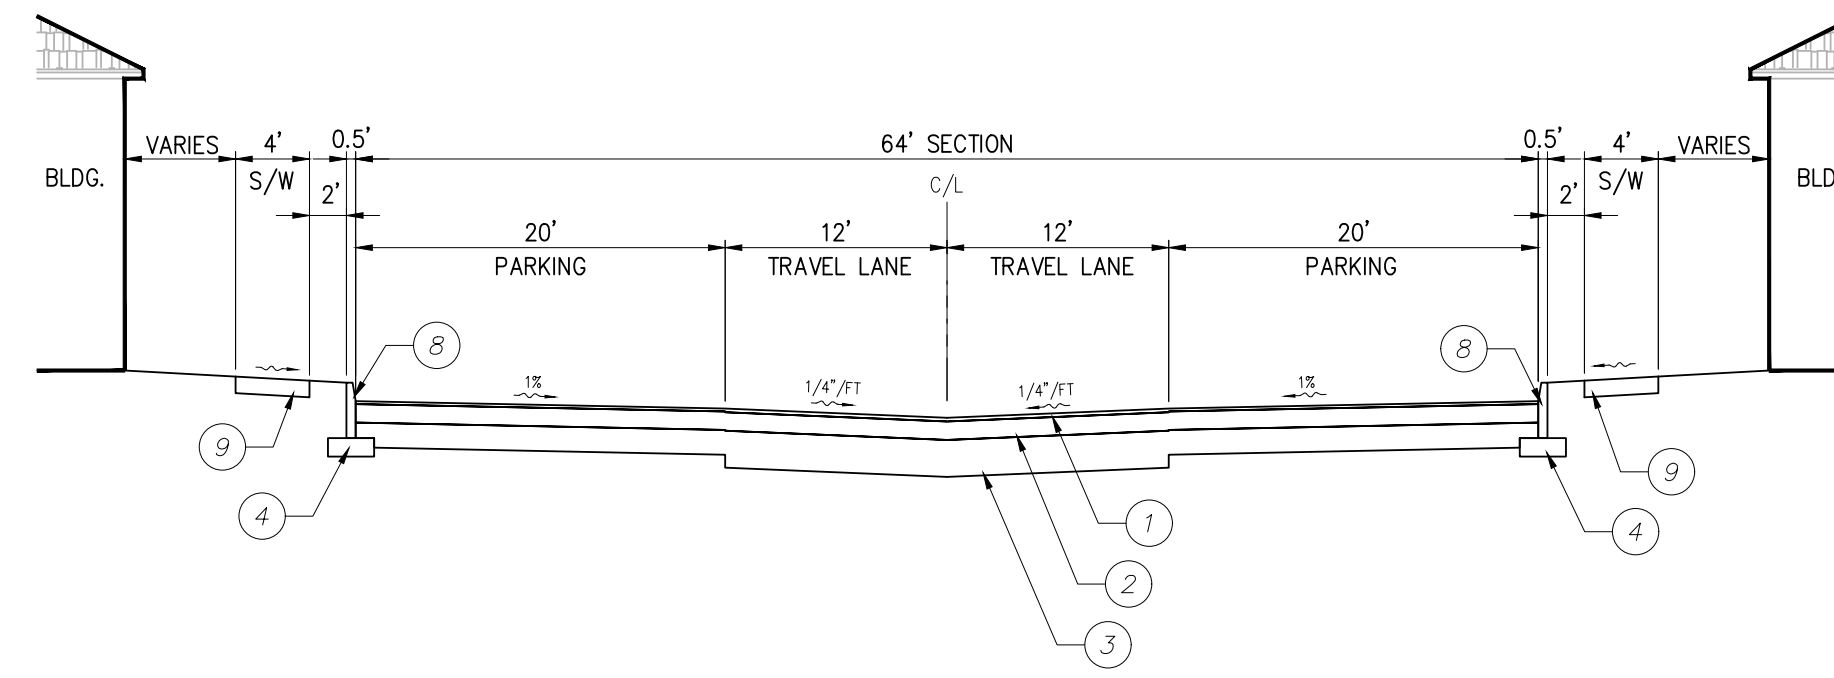 VARIES 4' 0.5' 64' SECTION 0.5' 4' VARIES
BLDG. S/W C/L S/W BLD
2' 2'
20' 12' 12' 20'
PARKING TRAVEL LANE TRAVEL LANE PARKING
8 8
1% 1/4"/FT 1/4"/FT 1%
9 9
4 1 4
2
3